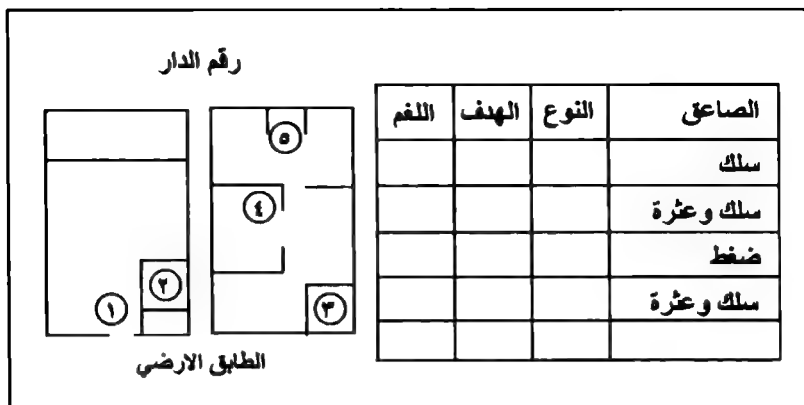 رقم الدار
الصاعق النوع الهدف اللغم
سلك
سلك وعثرة
ضغط
سلك وعثرة
٥
٤
٣
٢
١
الطابق الارضي